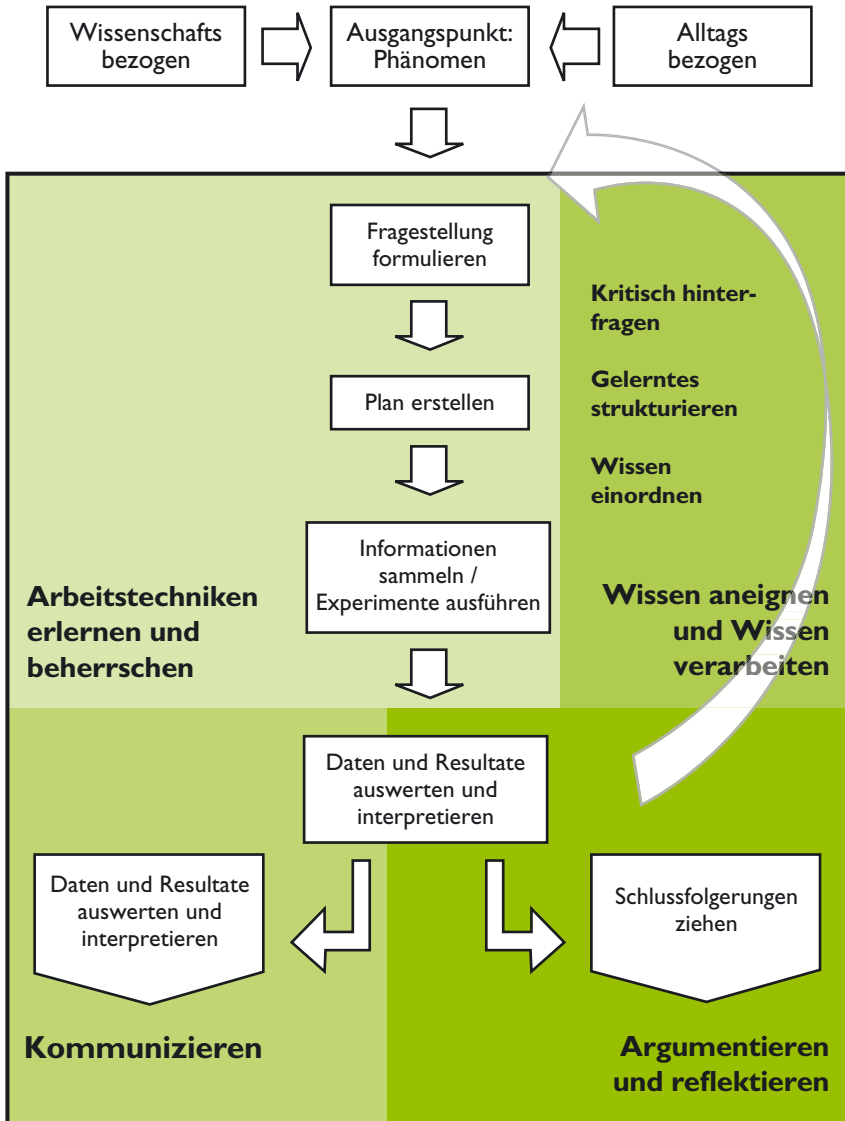 Wissenschafts
bezogen
Ausgangspunkt:
Phänomen
Alltags
bezogen
Fragestellung
formulieren
Kritisch hinter-
fragen
Plan erstellen
Gelerntes
strukturieren
Wissen
einordnen
Informationen
sammeln /
Experimente ausführen
Arbeitstechniken
erlernen und
beherrschen
Wissen aneignen
und Wissen
verarbeiten
Daten und Resultate
auswerten und
interpretieren
Daten und Resultate
auswerten und
interpretieren
Schlussfolgerungen
ziehen
Kommunizieren
Argumentieren
und reflektieren